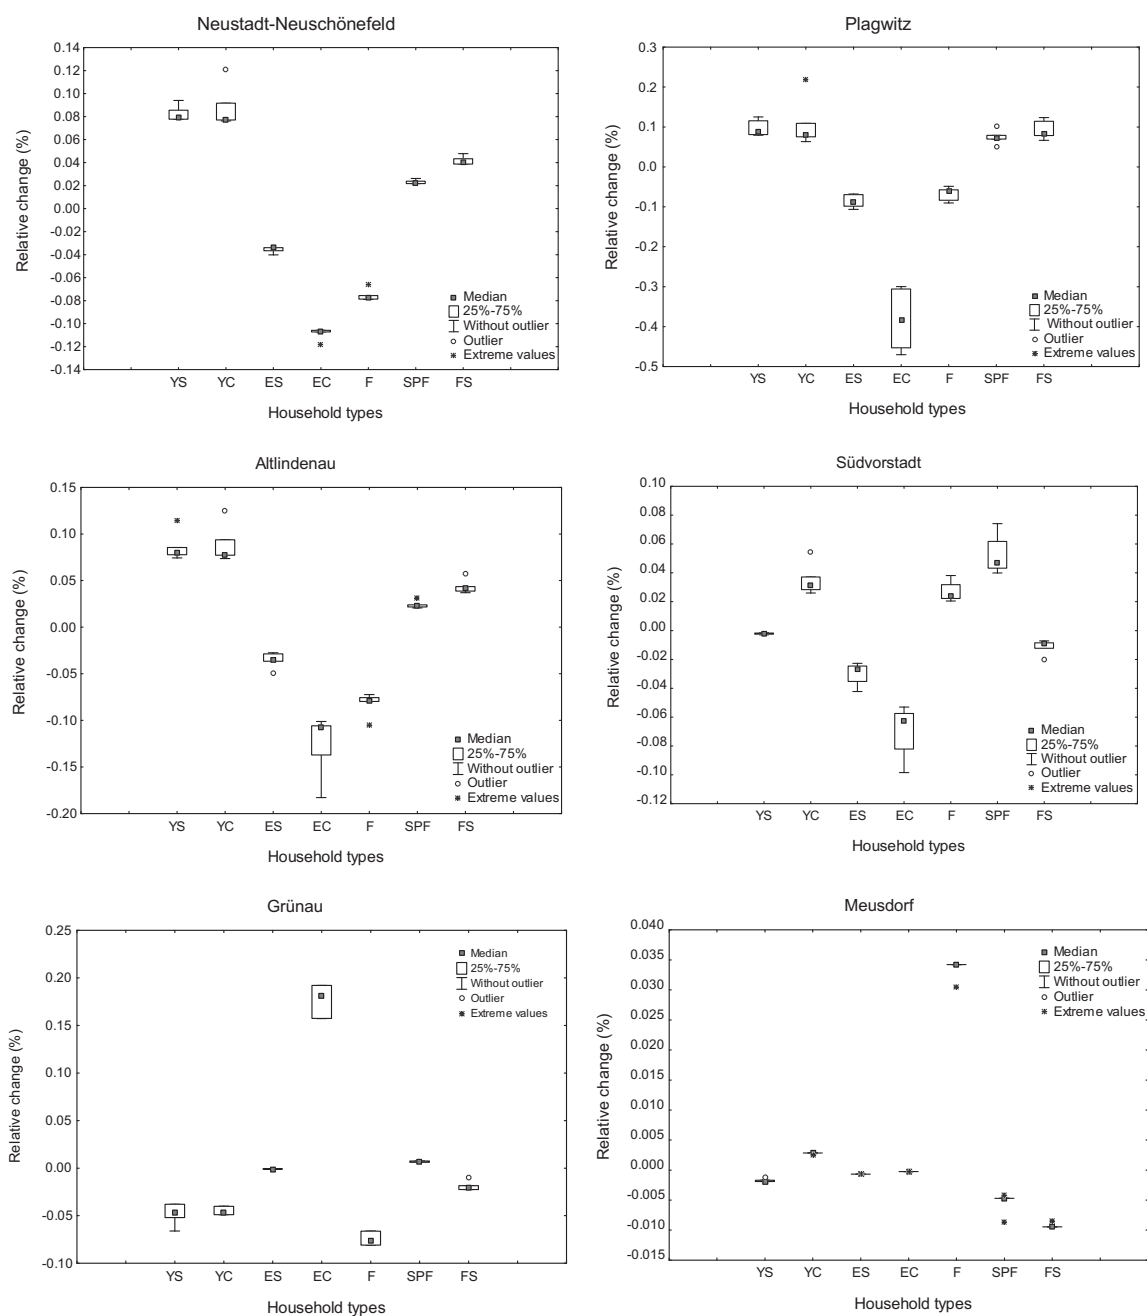 Neustadt-Neuschönefeld
Relative change (%)
0.14
0.12
0.10
0.08
0.06
0.04
0.02
0.00
-0.02
-0.04
-0.06
-0.08
-0.10
-0.12
-0.14
Median
25%-75%
Without outlier
Outlier
Extreme values
YS YC ES EC F SPF FS
Household types
Plagwitz
Relative change (%)
0.3
0.2
0.1
0.0
-0.1
-0.2
-0.3
-0.4
-0.5
Median
25%-75%
Without outlier
Outlier
Extreme values
YS YC ES EC F SPF FS
Household types
Altlindenau
Relative change (%)
0.15
0.10
0.05
0.00
-0.05
-0.10
-0.15
-0.20
Median
25%-75%
Without outlier
Outlier
Extreme values
YS YC ES EC F SPF FS
Household types
Südvorstadt
Relative change (%)
0.10
0.08
0.06
0.04
0.02
0.00
-0.02
-0.04
-0.06
-0.08
-0.10
-0.12
Median
25%-75%
Without outlier
Outlier
Extreme values
YS YC ES EC F SPF FS
Household types
Grünau
Relative change (%)
0.25
0.20
0.15
0.10
0.05
0.00
-0.05
-0.10
Median
25%-75%
Without outlier
Outlier
Extreme values
YS YC ES EC F SPF FS
Household types
Meusdorf
Relative change (%)
0.040
0.035
0.030
0.025
0.020
0.015
0.010
0.005
0.000
-0.005
-0.010
-0.015
Median
25%-75%
Without outlier
Outlier
Extreme values
YS YC ES EC F SPF FS
Household types